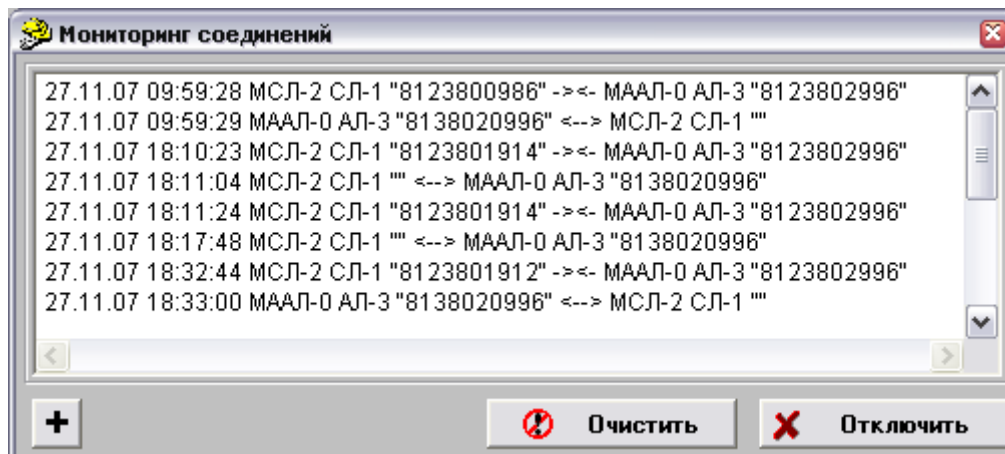 Мониторинг соединений
27.11.07 09:59:28 МСЛ-2 СЛ-1 "8123800986" -><- МААЛ-0 АЛ-3 "8123802996"
27.11.07 09:59:29 МААЛ-0 АЛ-3 "8138020996" <--> МСЛ-2 СЛ-1 ""
27.11.07 18:10:23 МСЛ-2 СЛ-1 "8123801914" -><- МААЛ-0 АЛ-3 "8123802996"
27.11.07 18:11:04 МСЛ-2 СЛ-1 "" <--> МААЛ-0 АЛ-3 "8138020996"
27.11.07 18:11:24 МСЛ-2 СЛ-1 "8123801914" -><- МААЛ-0 АЛ-3 "8123802996"
27.11.07 18:17:48 МСЛ-2 СЛ-1 "" <--> МААЛ-0 АЛ-3 "8138020996"
27.11.07 18:32:44 МСЛ-2 СЛ-1 "8123801912" -><- МААЛ-0 АЛ-3 "8123802996"
27.11.07 18:33:00 МААЛ-0 АЛ-3 "8138020996" <--> МСЛ-2 СЛ-1 ""
+ Очистить Отключить